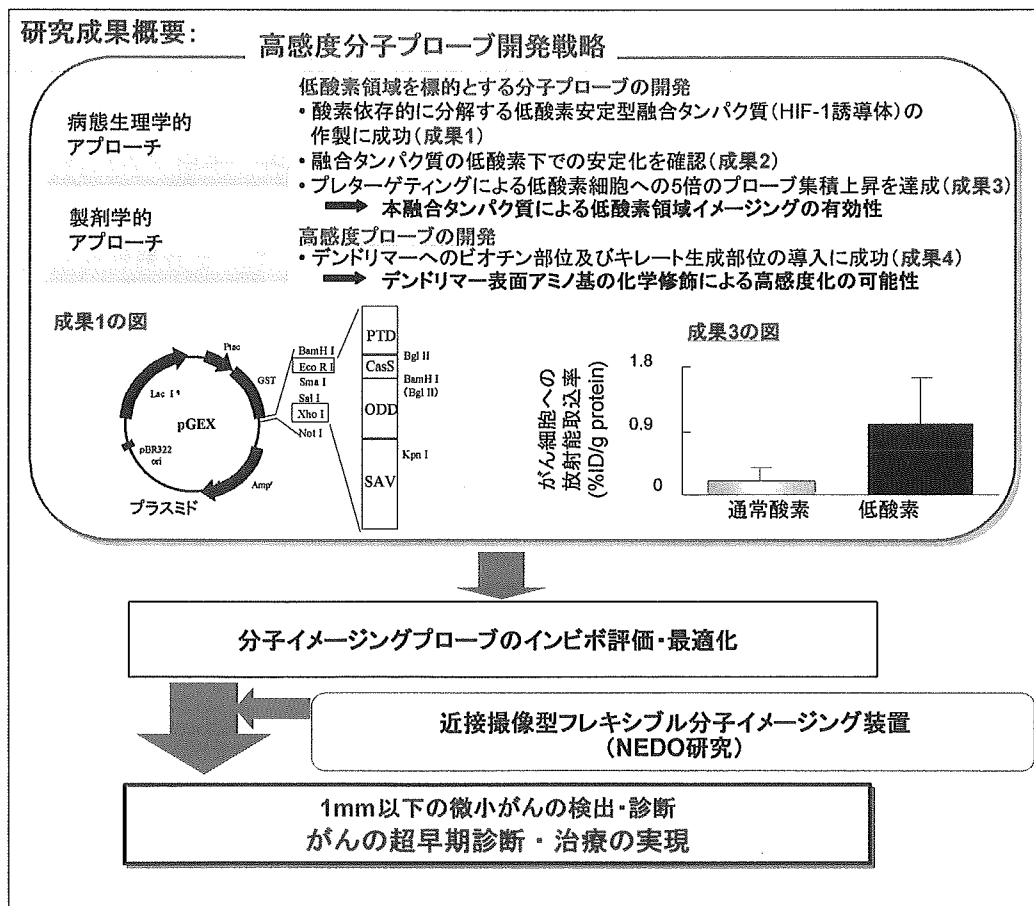 研究成果概要:
高感度分子プローブ開発戦略
病態生理学的
アプローチ
低酸素領域を標的とする分子プローブの開発
・酸素依存的に分解する低酸素安定型融合タンパク質(HIF-1誘導体)の
作製に成功(成果1)
・融合タンパク質の低酸素下での安定化を確認(成果2)
・プレターゲティングによる低酸素細胞への5倍のプローブ集積上昇を達成(成果3)
本融合タンパク質による低酸素領域イメージングの有効性
製剤学的
アプローチ
高感度プローブの開発
・デンドリマーへのビオチン部位及びキレート生成部位の導入に成功(成果4)
デンドリマー表面アミノ基の化学修飾による高感度化の可能性
成果1の図
Ptac
GST
Lac I q
pGEX
pBR322
ori
Ampr
プラスミド
BamH I
Eco R I
Sma I
Sal I
Xho I
Not I
PTD
CasS
ODD
SAV
Bgl II
BamH I
(Bgl II)
Kpn I
成果3の図
がん細胞への
放射能取込率
(%ID/g protein)
1.8
0.9
0
通常酸素
低酸素
分子イメージングプローブのインビボ評価・最適化
近接撮像型フレキシブル分子イメージング装置
(NEDO研究)
1mm以下の微小がんの検出・診断
がんの超早期診断・治療の実現